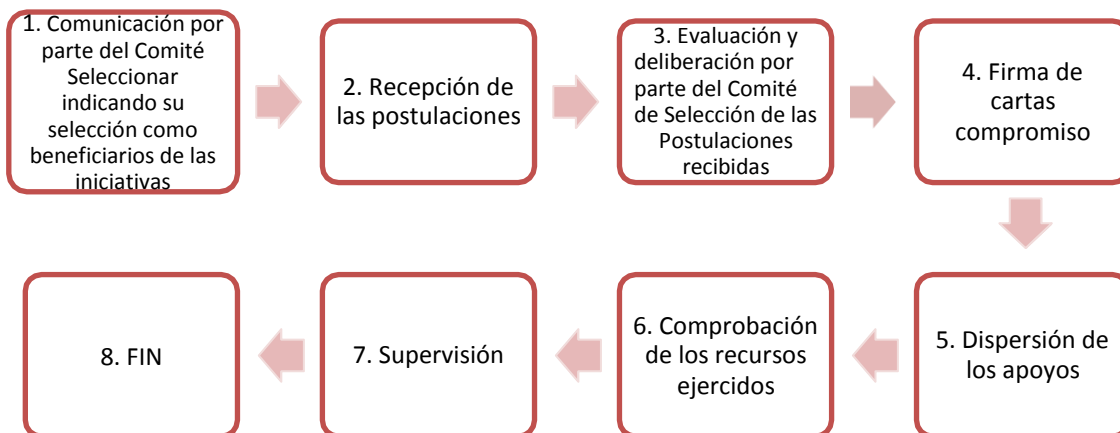 1. Comunicación por
parte del Comité
Seleccionar
indicando su
selección como
beneficiarios de las
iniciativas
2. Recepción de
las postulaciones
3. Evaluación y
deliberación por
parte del Comité
de Selección de las
Postulaciones
recibidas
4. Firma de
cartas
compromiso
5. Dispersión de
los apoyos
6. Comprobación
de los recursos
ejercidos
7. Supervisión
8. FIN